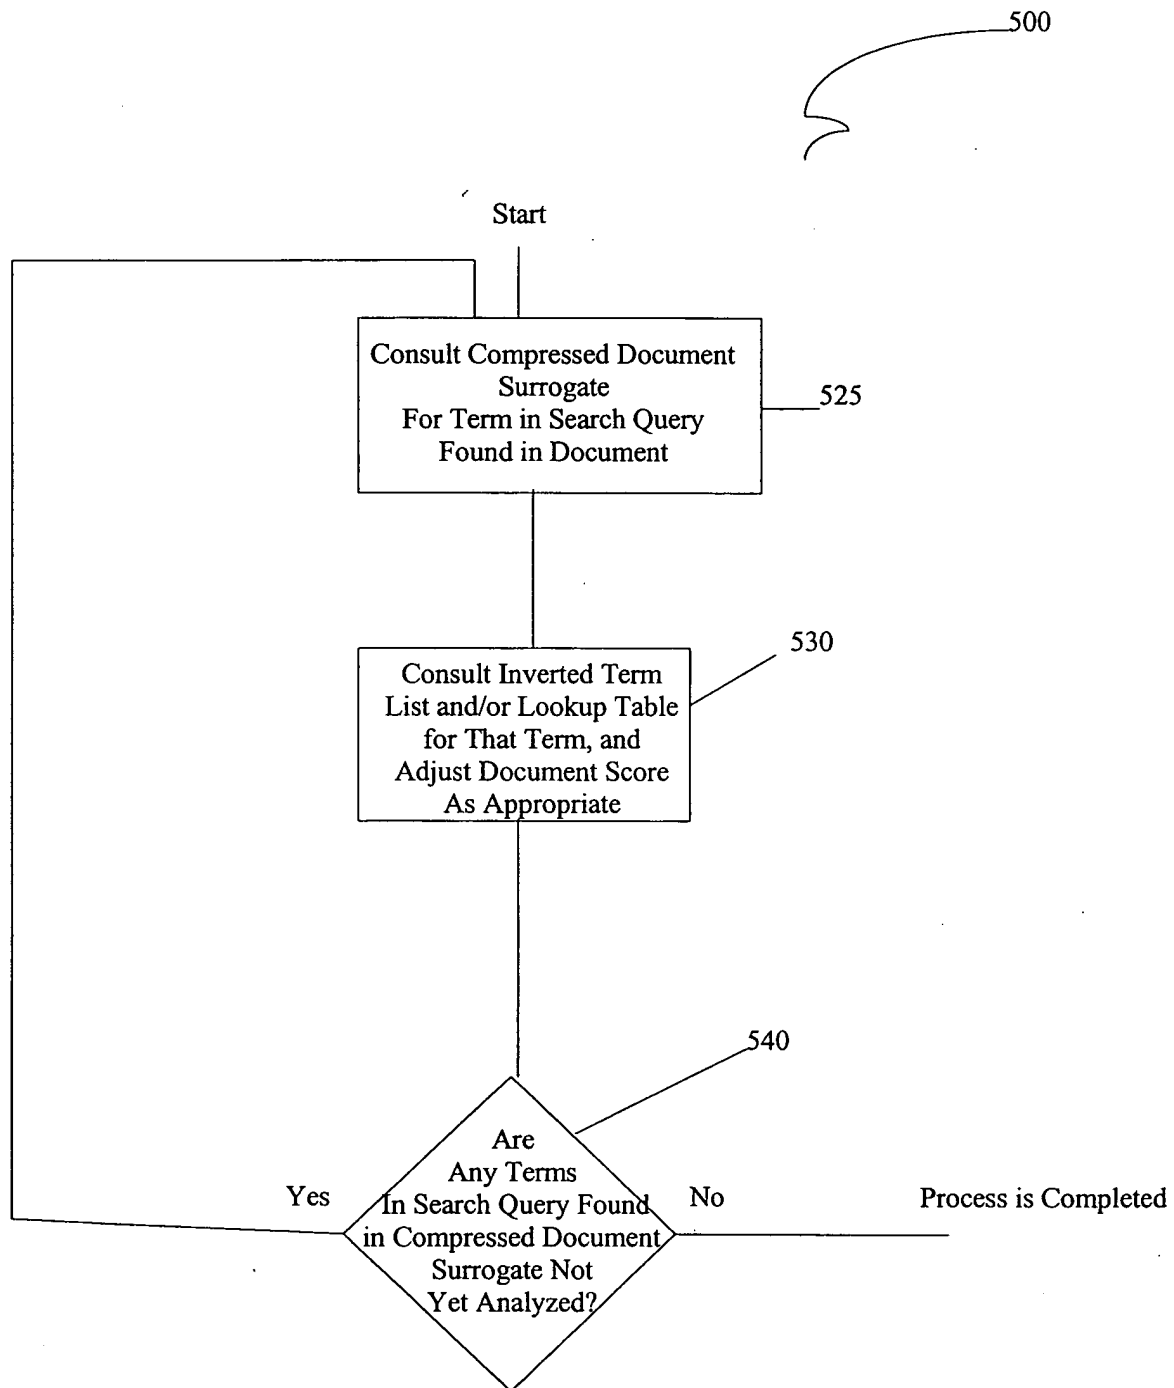 500
Start
Consult Compressed Document
Surrogate
For Term in Search Query
Found in Document
525
Consult Inverted Term
List and/or Lookup Table
for That Term, and
Adjust Document Score
As Appropriate
530
540
Are
Any Terms
In Search Query Found
in Compressed Document
Surrogate Not
Yet Analyzed?
Yes
No
Process is Completed